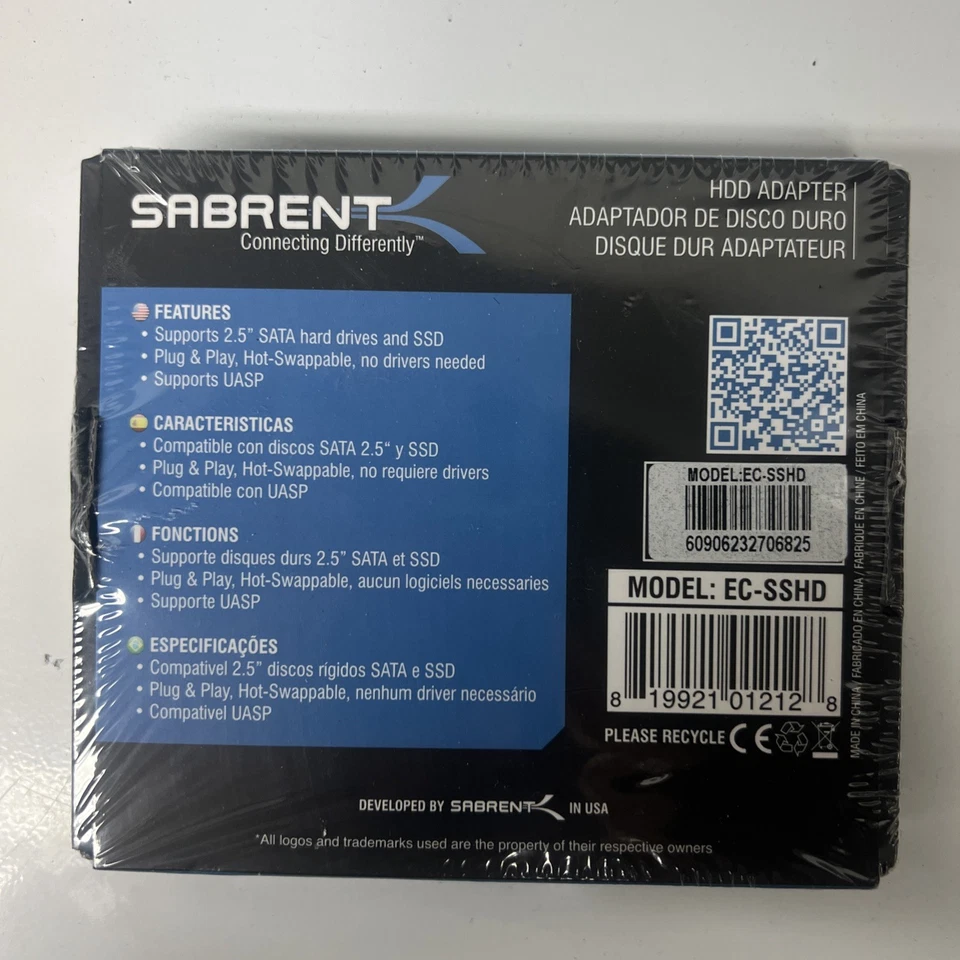 SABRENT
Connecting Differently™
HDD ADAPTER
ADAPTADOR DE DISCO DURO
DISQUE DUR ADAPTATEUR
FEATURES
• Supports 2.5" SATA hard drives and SSD
• Plug & Play, Hot-Swappable, no drivers needed
• Supports UASP
CARACTERISTICAS
• Compatible con discos SATA 2.5“ y SSD
• Plug & Play, Hot-Swappable, no requiere drivers
• Compatible con UASP
FONCTIONS
• Supporte disques durs 2.5" SATA et SSD
• Plug & Play, Hot-Swappable, aucun logiciels necessaries
• Supporte UASP
ESPECIFICAÇÕES
• Compativel 2.5" discos rígidos SATA e SSD
• Plug & Play, Hot-Swappable, nenhum driver necessário
• Compativel UASP
MODEL:EC-SSHD
60906232706825
MODEL: EC-SSHD
8 19921 01212 8
PLEASE RECYCLE CE
MADE IN CHINA / FABRICADO EN CHINA / FABRIQUE EN CHINE / FEITO EM CHINA
DEVELOPED BY SABRENT IN USA
*All logos and trademarks used are the property of their respective owners